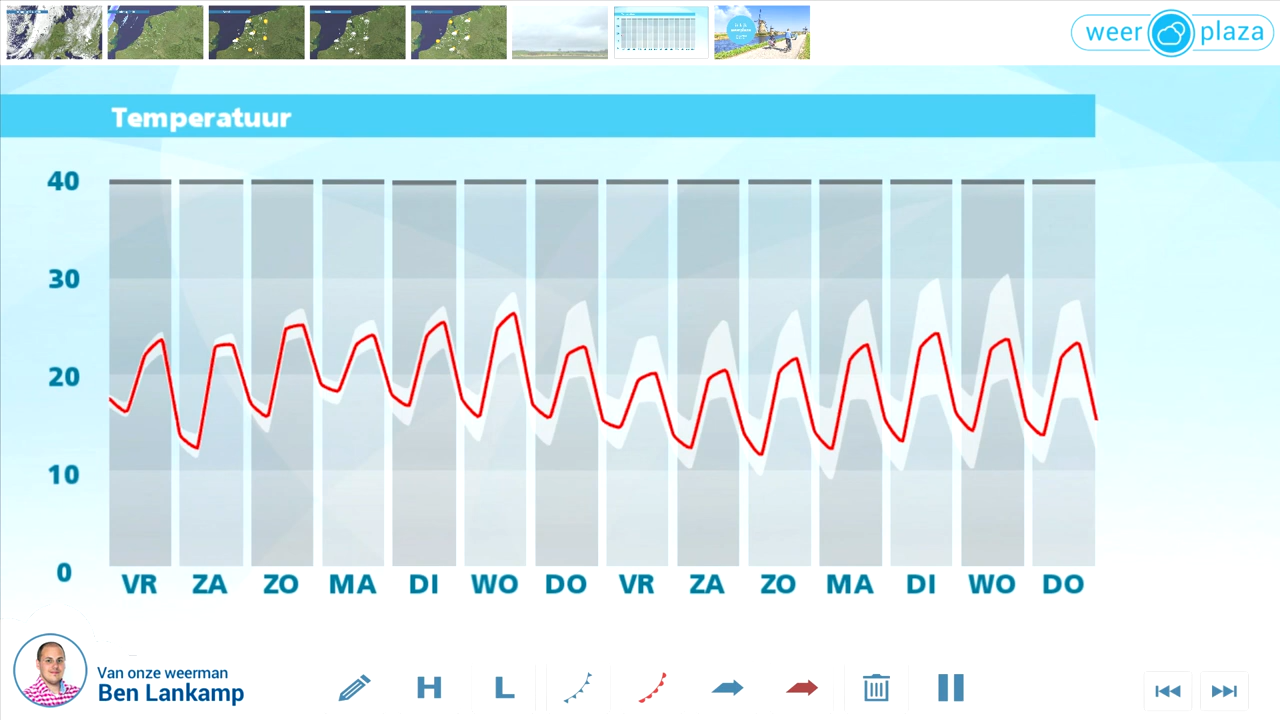 weer plaza
Temperatuur
40
30
20
10
0
VR ZA ZO MA DI WO DO VR ZA ZO MA DI WO DO
Van onze weerman
Ben Lankamp
H L